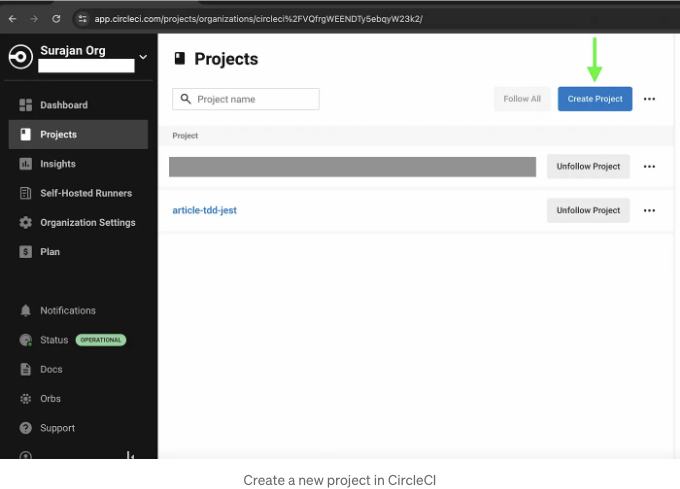 app.circleci.com/projects/organizations/circleci%2FVQfrgWEENDTy5ebqyW23k2/
Surajan Org
Dashboard
Projects
Insights
Self-Hosted Runners
Organization Settings
Plan
Notifications
Status OPERATIONAL
Docs
Orbs
Support
Projects
Project name
Follow All
Create Project
Project
Unfollow Project
article-tdd-jest
Unfollow Project
Create a new project in CircleCI